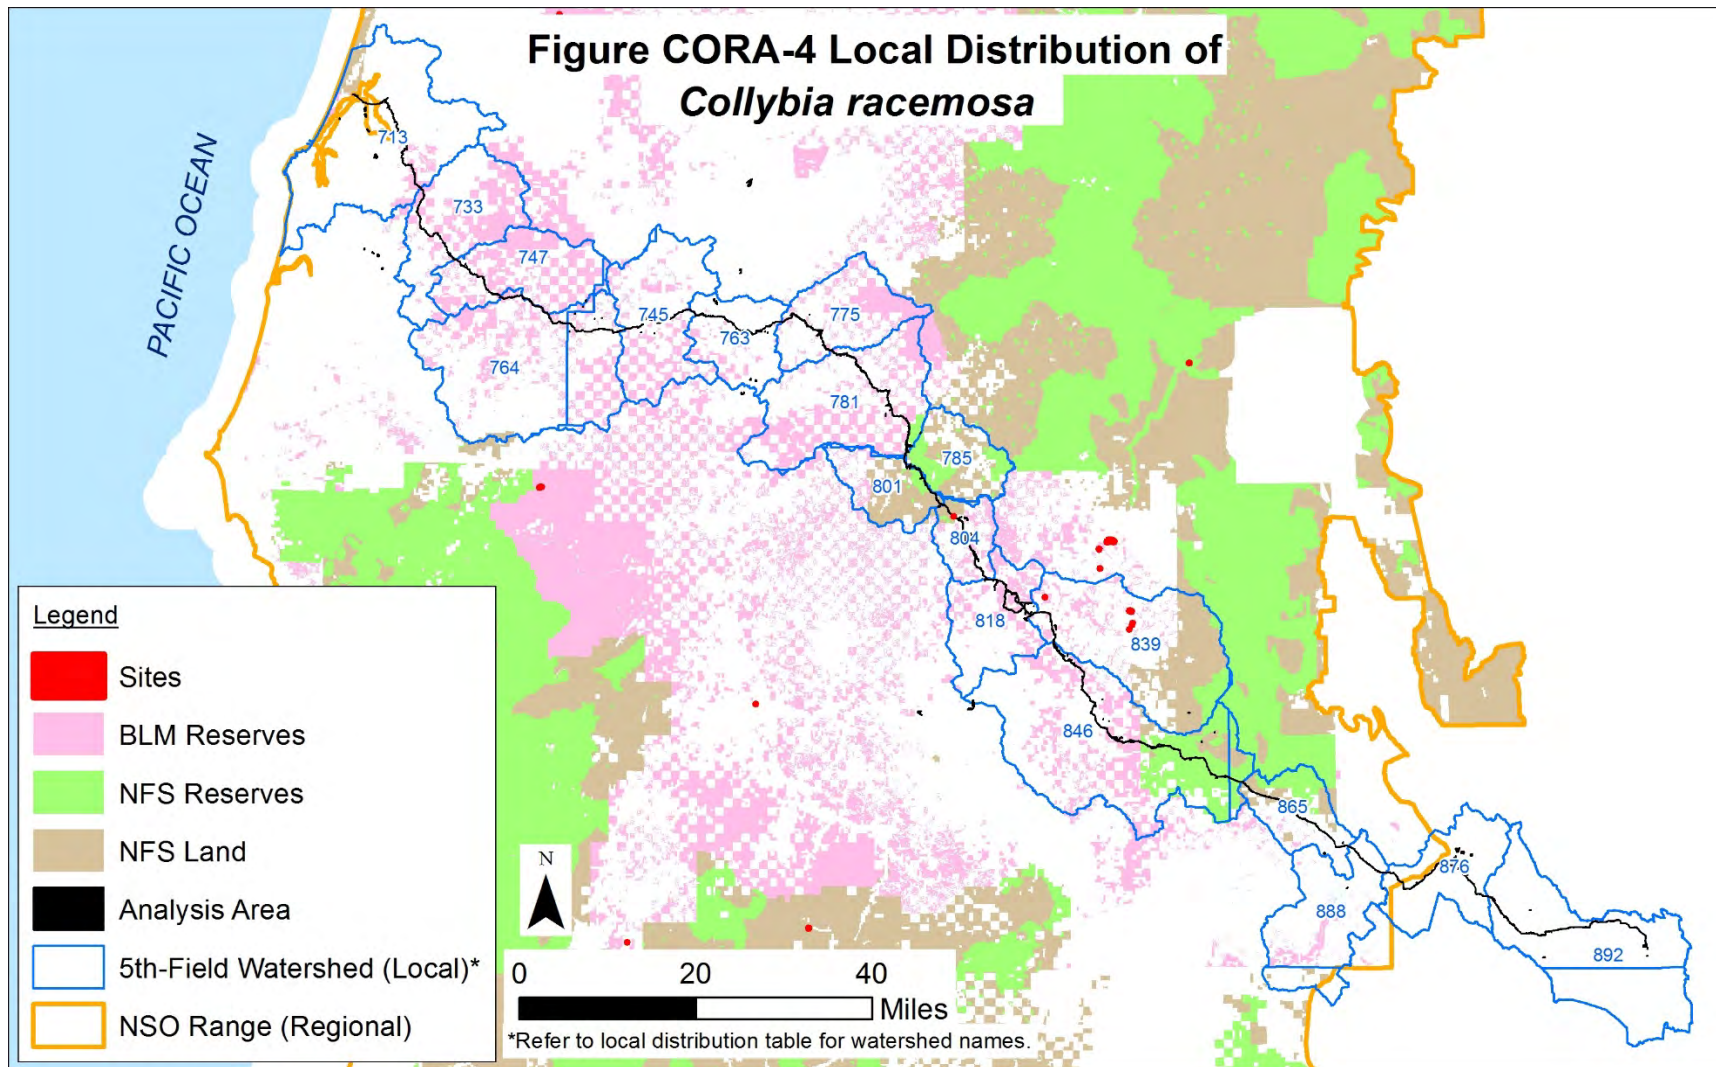 Figure CORA-4 Local Distribution of
Collybia racemosa
PACIFIC OCEAN
713
733
747
745
775
763
764
781
785
801
804
818
839
846
865
876
888
892
Legend
Sites
BLM Reserves
NFS Reserves
NFS Land
Analysis Area
5th-Field Watershed (Local)*
NSO Range (Regional)
N
0 20 40
Miles
*Refer to local distribution table for watershed names.